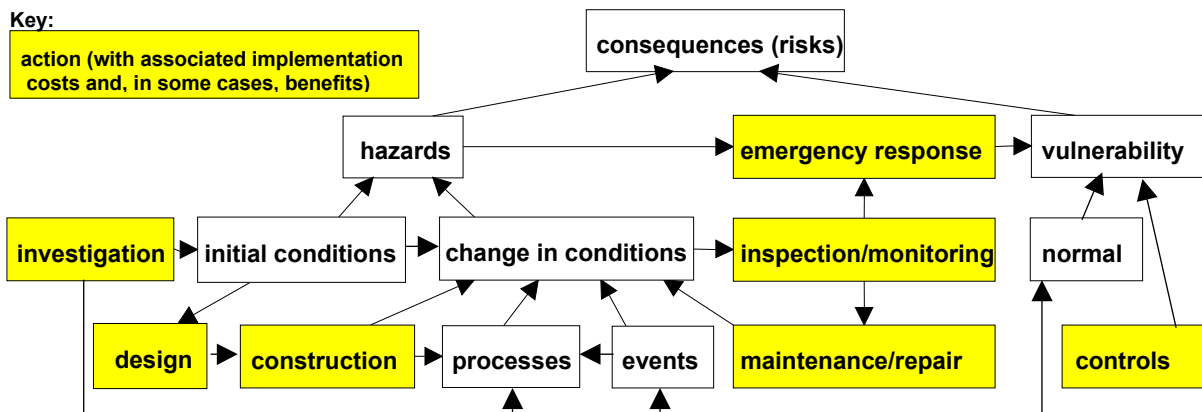 Key:
action (with associated implementation
costs and, in some cases, benefits)
consequences (risks)
hazards
emergency response
vulnerability
investigation
initial conditions
change in conditions
inspection/monitoring
normal
design
construction
processes
events
maintenance/repair
controls